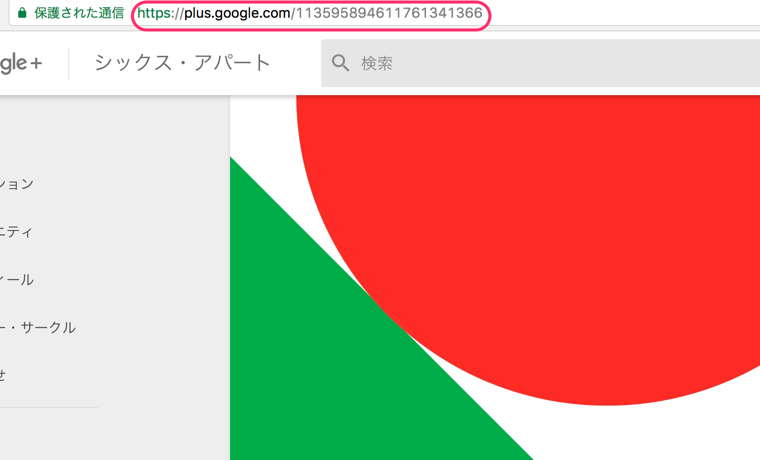 保護された通信 https://plus.google.com/113595894611761341366
gle+ シックス・アパート 検索
ション
エティ
ィール
ー・サークル
せ